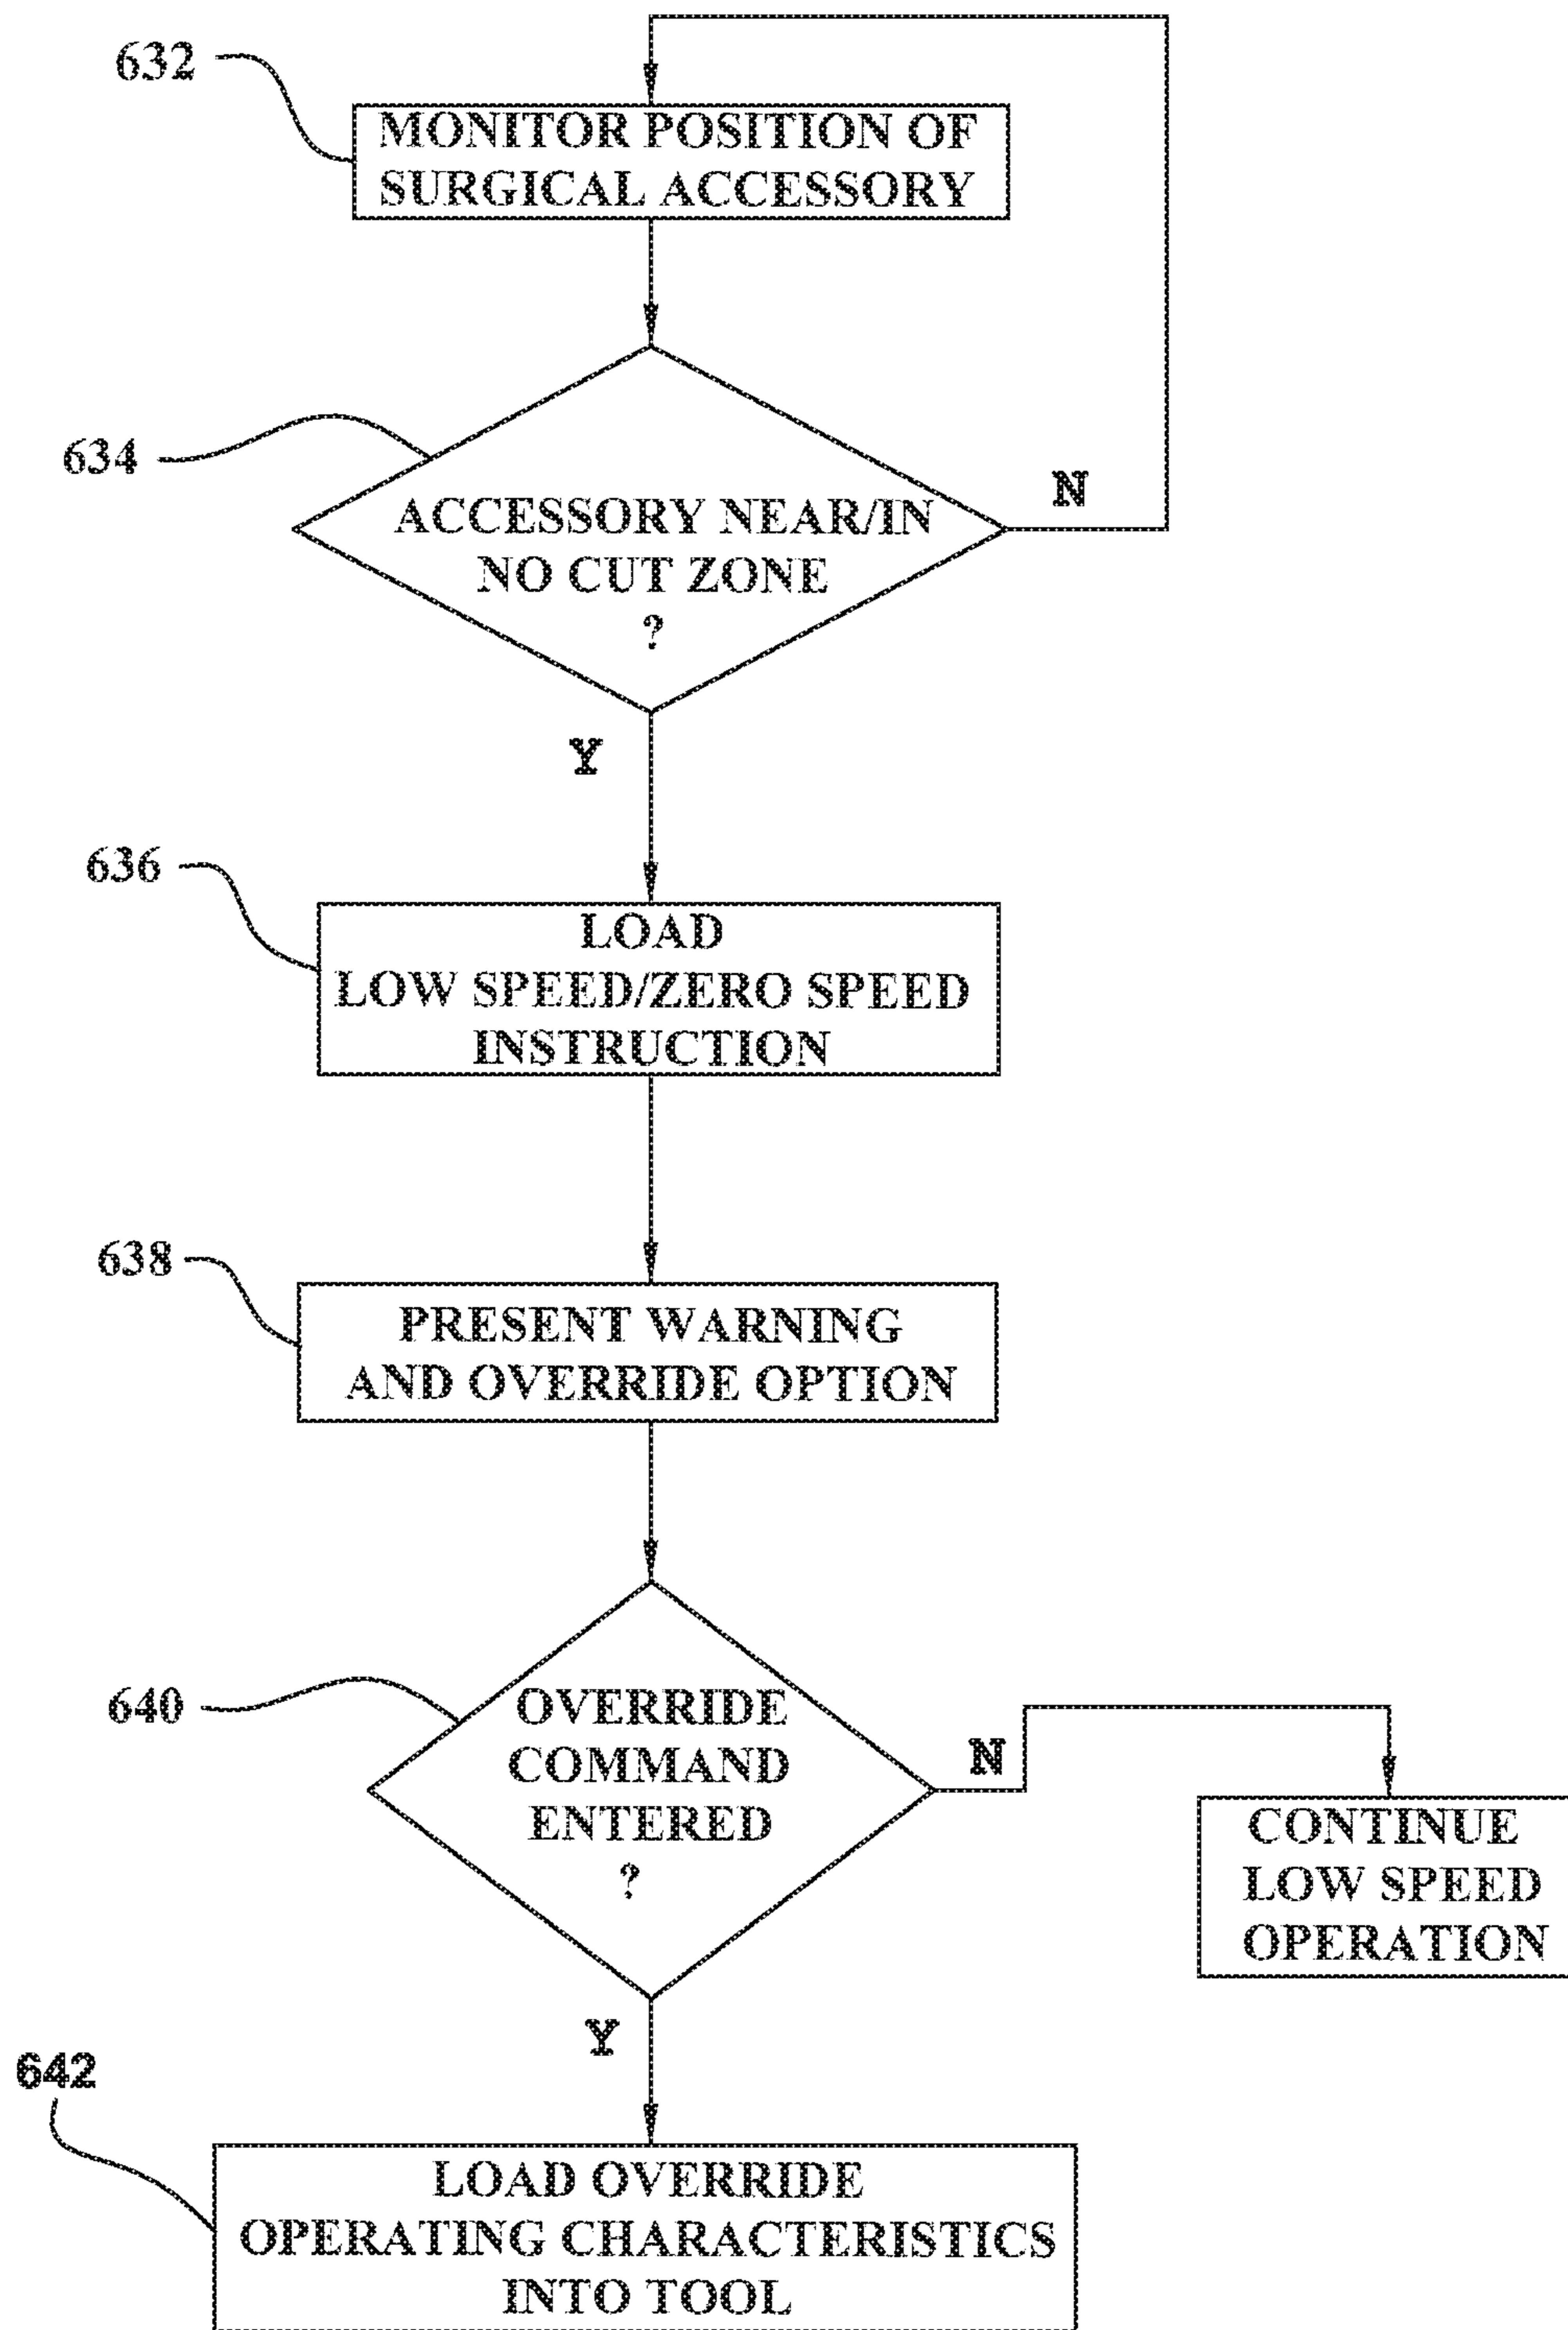 632
MONITOR POSITION OF
SURGICAL ACCESSORY
634
ACCESSORY NEAR/IN
NO CUT ZONE
?
N
Y
636
LOAD
LOW SPEED/ZERO SPEED
INSTRUCTION
638
PRESENT WARNING
AND OVERRIDE OPTION
640
OVERRIDE
COMMAND
ENTERED
?
N
CONTINUE
LOW SPEED
OPERATION
Y
642
LOAD OVERRIDE
OPERATING CHARACTERISTICS
INTO TOOL